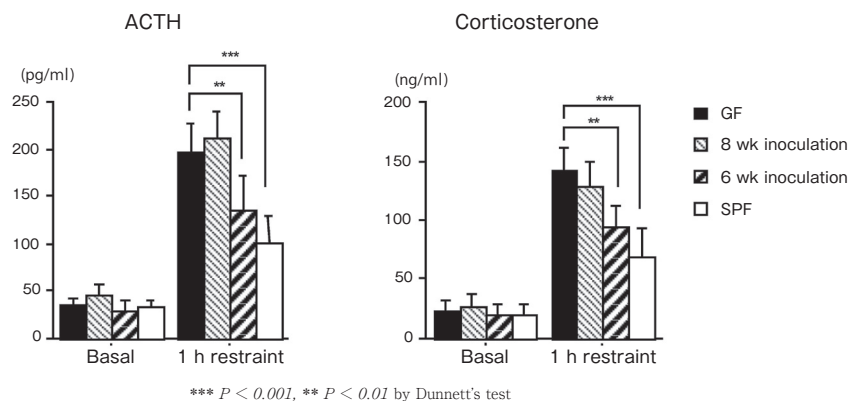 ACTH
(pg/ml)
250
200
150
100
50
0
***
**
Basal
1 h restraint
Corticosterone
(ng/ml)
200
150
100
50
0
***
**
Basal
1 h restraint
GF
8 wk inoculation
6 wk inoculation
SPF
*** P < 0.001, ** P < 0.01 by Dunnett's test